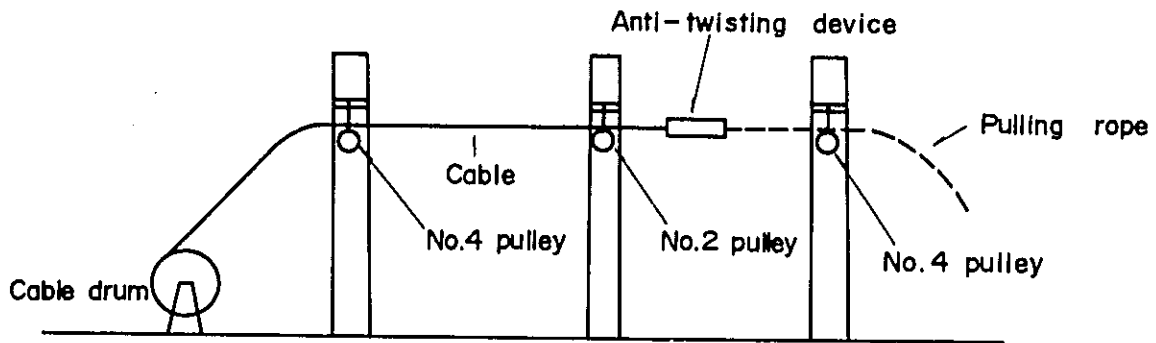 Anti-twisting device
Pulling rope
Cable
No.4 pulley
No.2 pulley
No. 4 pulley
Cable drum